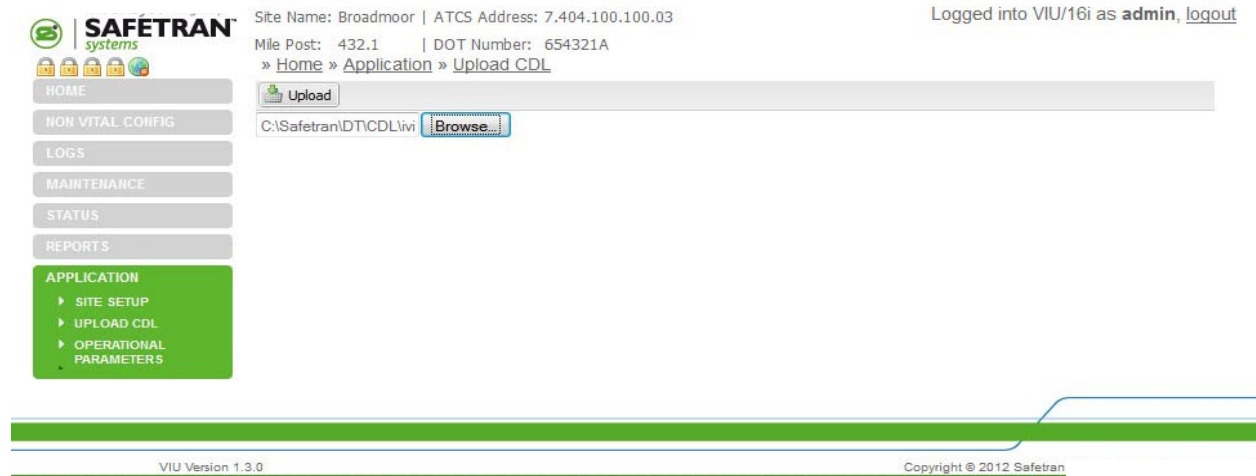 SAFETRAN
systems
Site Name: Broadmoor | ATCS Address: 7.404.100.100.03
Logged into VIU/16i as admin, logout
Mile Post: 432.1 | DOT Number: 654321A
» Home » Application » Upload CDL
HOME
NON VITAL CONFIG
LOGS
MAINTENANCE
STATUS
REPORTS
APPLICATION
SITE SETUP
UPLOAD CDL
OPERATIONAL
PARAMETERS
Upload
C:\Safetran\DT\CDL\ivi Browse...
VIU Version 1.3.0
Copyright © 2012 Safetran